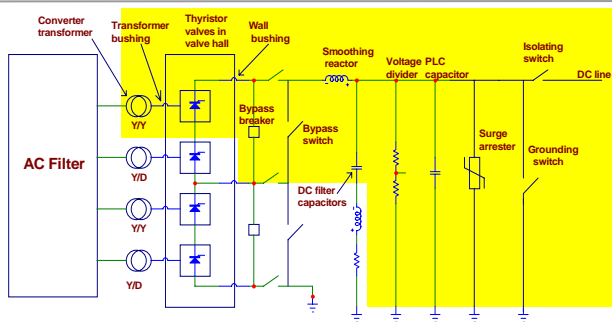 Converter
transformer
Transformer
bushing
Thyristor
valves in
valve hall
Wall
bushing
Smoothing
reactor
Voltage PLC
divider capacitor
Isolating
switch
DC line
Bypass
breaker
Bypass
switch
Surge
arrester
Grounding
switch
DC filter
capacitors
AC Filter
Y/Y
Y/D
Y/Y
Y/D